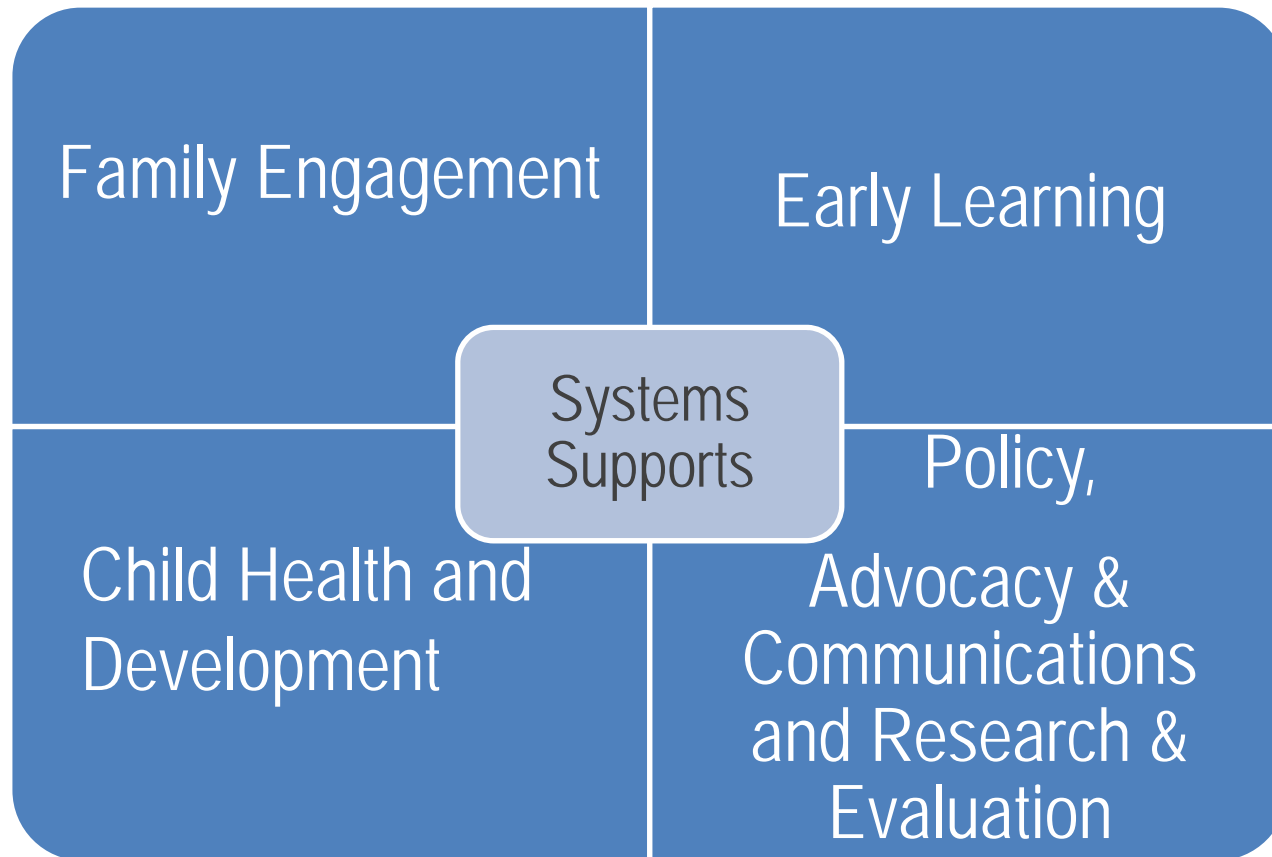 Family Engagement
Early Learning
Systems
Supports
Child Health and
Development
Policy,
Advocacy &
Communications
and Research &
Evaluation